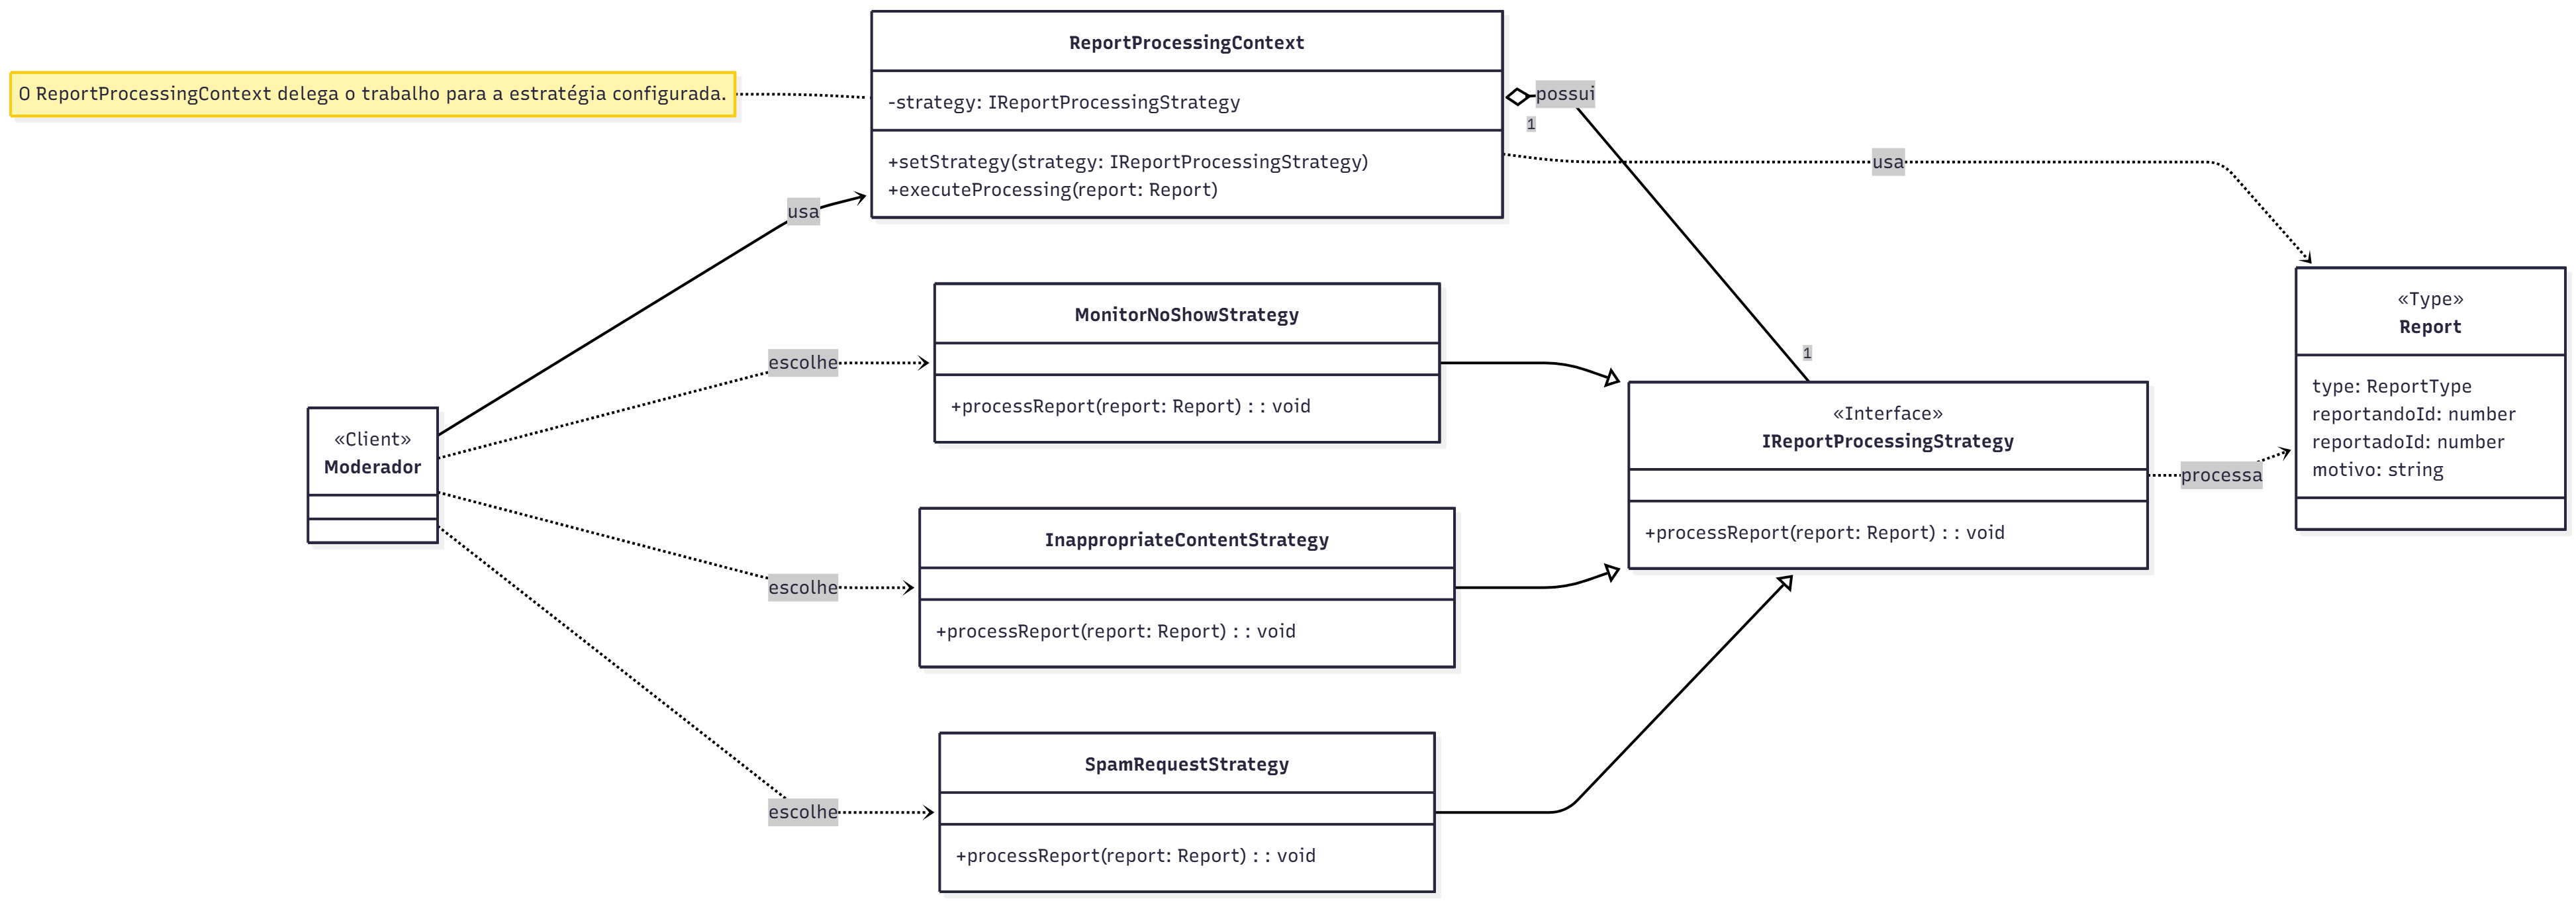 O ReportProcessingContext delega o trabalho para a estratégia configurada.
ReportProcessingContext
-strategy: IReportProcessingStrategy
+setStrategy(strategy: IReportProcessingStrategy)
+executeProcessing(report: Report)
possui
1
usa
usa
1
«Client»
Moderador
escolhe
escolhe
escolhe
MonitorNoShowStrategy
+processReport(report: Report) : : void
InappropriateContentStrategy
+processReport(report: Report) : : void
SpamRequestStrategy
+processReport(report: Report) : : void
«Interface»
IReportProcessingStrategy
+processReport(report: Report) : : void
processa
«Type»
Report
type: ReportType
reportandoId: number
reportadoId: number
motivo: string